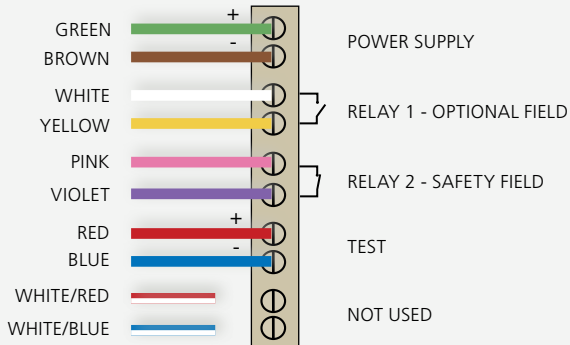 GREEN + POWER SUPPLY
BROWN -
WHITE RELAY 1 - OPTIONAL FIELD
YELLOW
PINK RELAY 2 - SAFETY FIELD
VIOLET
RED + TEST
BLUE -
WHITE/RED NOT USED
WHITE/BLUE